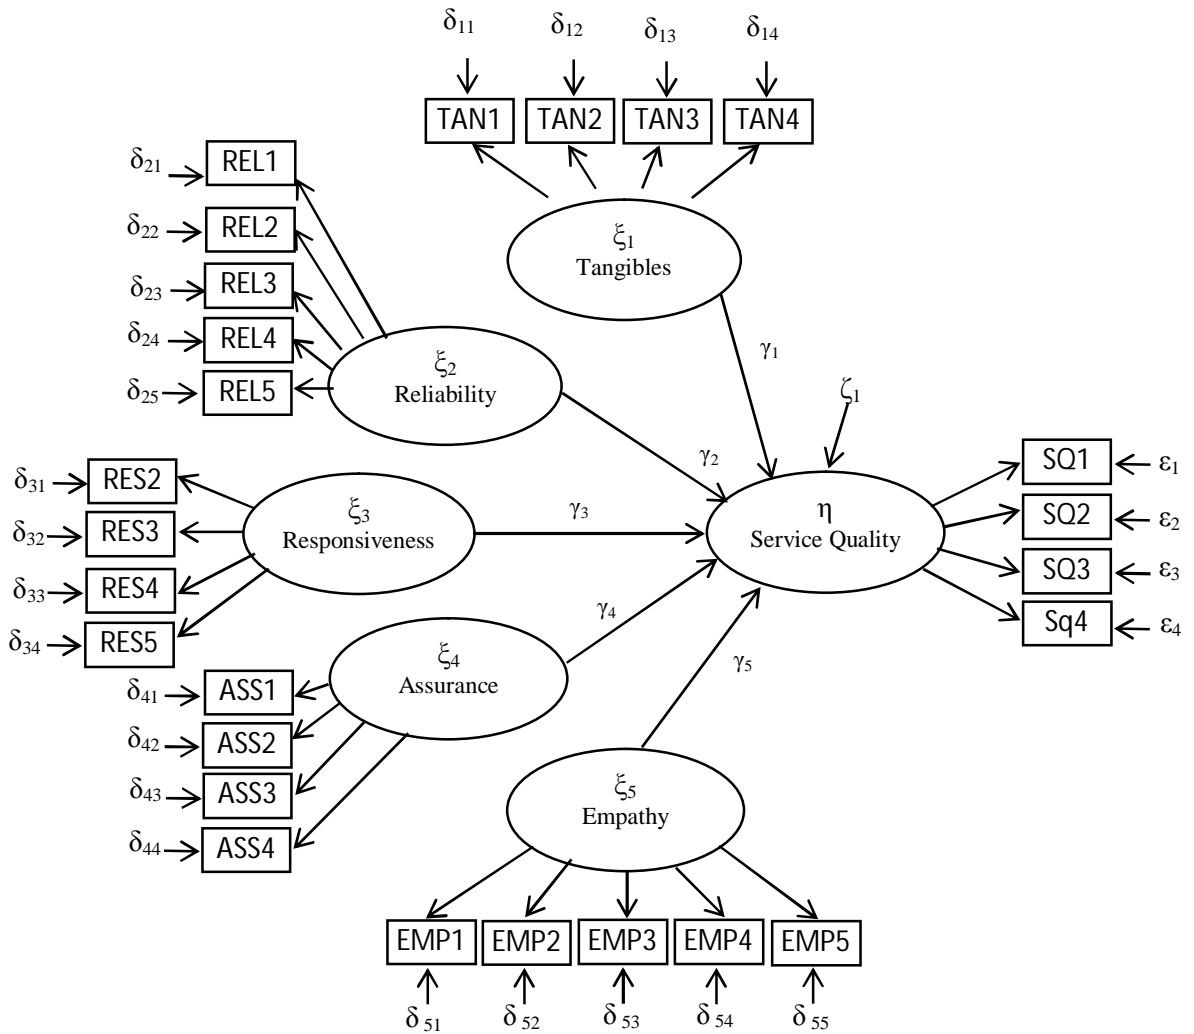 δ11 δ12 δ13 δ14
TAN1 TAN2 TAN3 TAN4
δ21 REL1
δ22 REL2
δ23 REL3
δ24 REL4
δ25 REL5
ξ1
Tangibles
ξ2
Reliability
γ1
ζ1
γ2
δ31 RES2
δ32 RES3
δ33 RES4
δ34 RES5
ξ3
Responsiveness
γ3
η
Service Quality
SQ1 ε1
SQ2 ε2
SQ3 ε3
Sq4 ε4
γ4
ξ4
Assurance
γ5
δ41 ASS1
δ42 ASS2
δ43 ASS3
δ44 ASS4
ξ5
Empathy
EMP1 EMP2 EMP3 EMP4 EMP5
δ51 δ52 δ53 δ54 δ55